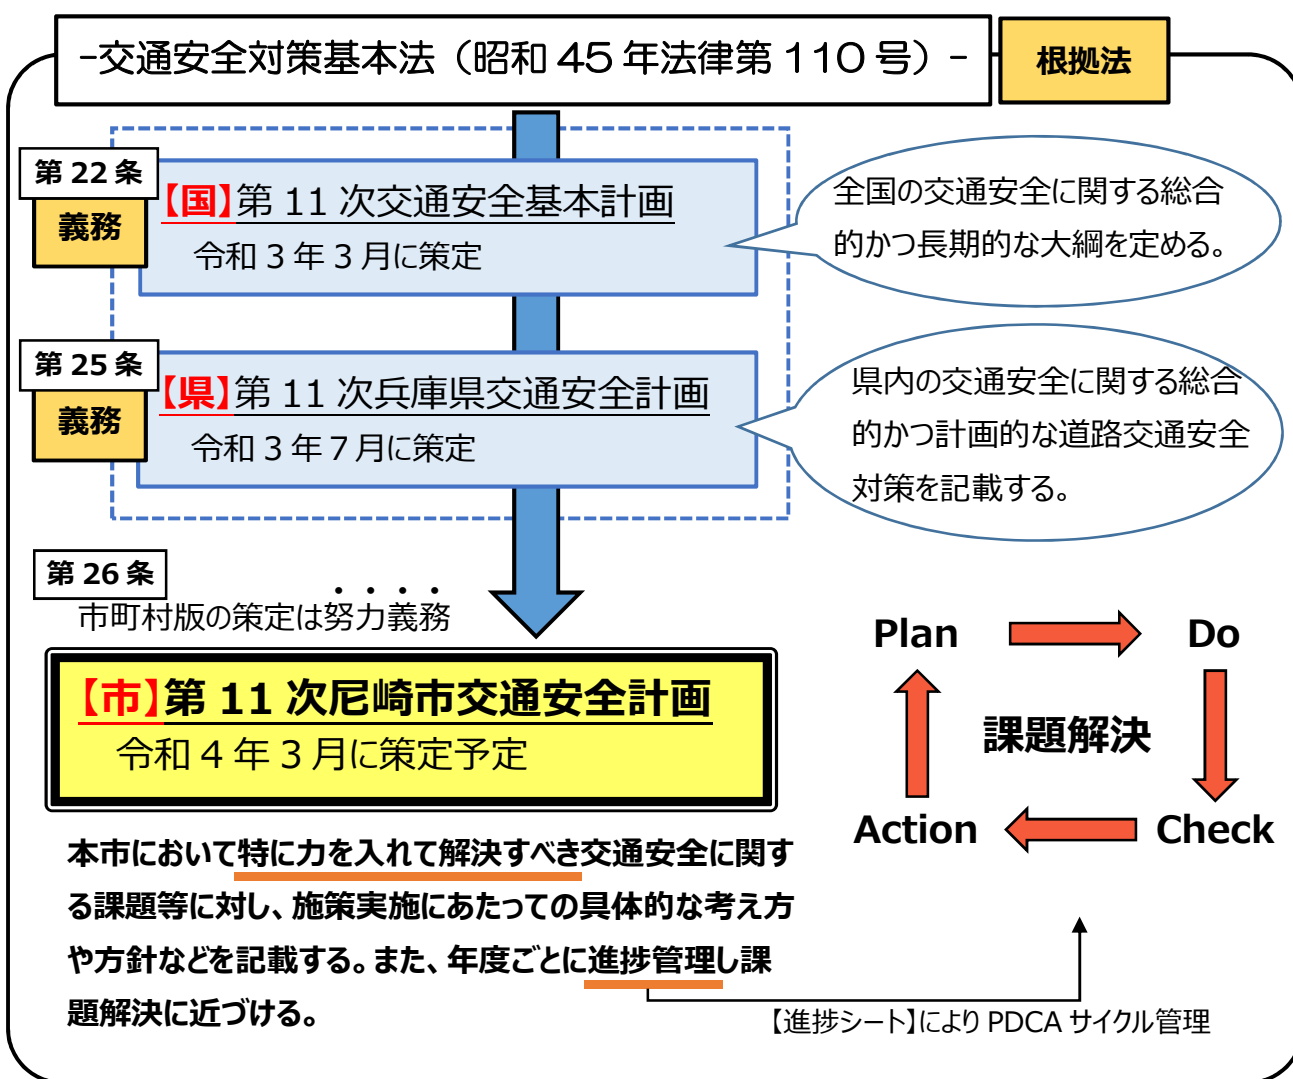 -交通安全対策基本法（昭和 45 年法律第 110 号）-
根拠法
第 22 条
義務
【国】第 11 次交通安全基本計画
令和 3 年 3 月に策定
全国の交通安全に関する総合
的かつ長期的な大綱を定める。
第 25 条
義務
【県】第 11 次兵庫県交通安全計画
令和 3 年 7 月に策定
県内の交通安全に関する総合
的かつ計画的な道路交通安全
対策を記載する。
第 26 条
市町村版の策定は努力義務
【市】第 11 次尼崎市交通安全計画
令和 4 年 3 月に策定予定
Plan
Do
課題解決
Action
Check
本市において特に力を入れて解決すべき交通安全に関す
る課題等に対し、施策実施にあたっての具体的な考え方
や方針などを記載する。また、年度ごとに進捗管理し課
題解決に近づける。
【進捗シート】により PDCA サイクル管理